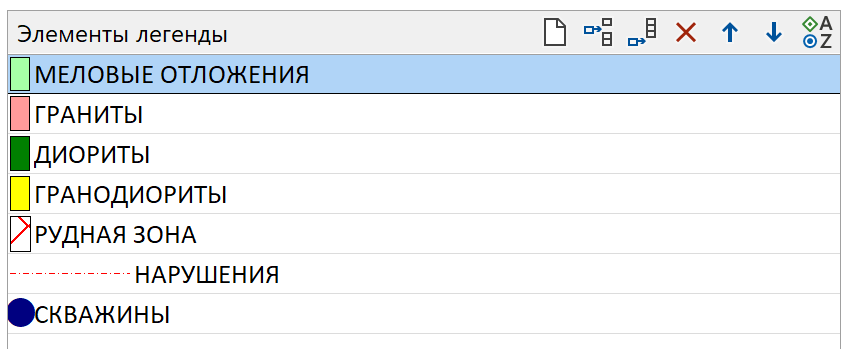 Элементы легенды
A
Z
МЕЛОВЫЕ ОТЛОЖЕНИЯ
ГРАНИТЫ
ДИОРИТЫ
ГРАНОДИОРИТЫ
РУДНАЯ ЗОНА
НАРУШЕНИЯ
СКВАЖИНЫ